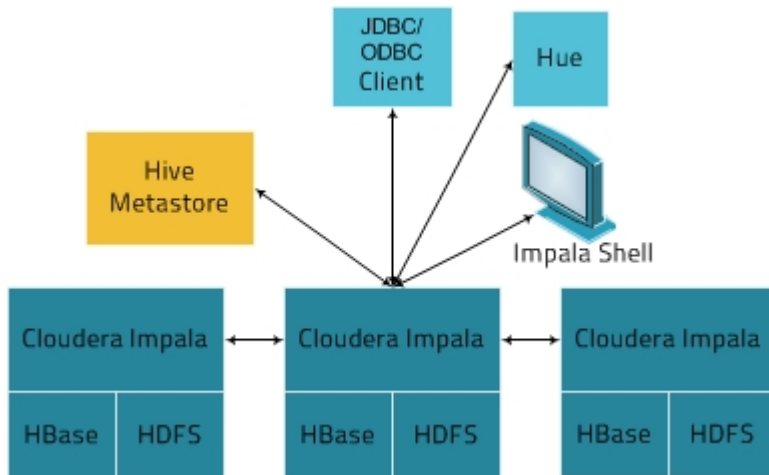 JDBC/
ODBC
Client
Hue
Hive
Metastore
Impala Shell
Cloudera Impala
Cloudera Impala
Cloudera Impala
HBase
HDFS
HBase
HDFS
HBase
HDFS